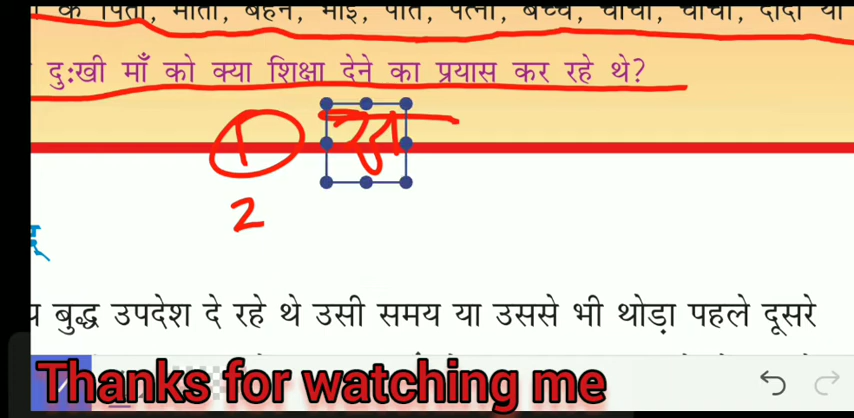 के पिता, माता, बहन, भाई, पति, पत्नी, बच्चे, चाचा, चाची, दादा या
दुःखी माँ को क्या शिक्षा देने का प्रयास कर रहे थे?
1
2
बुद्ध उपदेश दे रहे थे उसी समय या उससे भी थोड़ा पहले दूसरे
Thanks for watching me